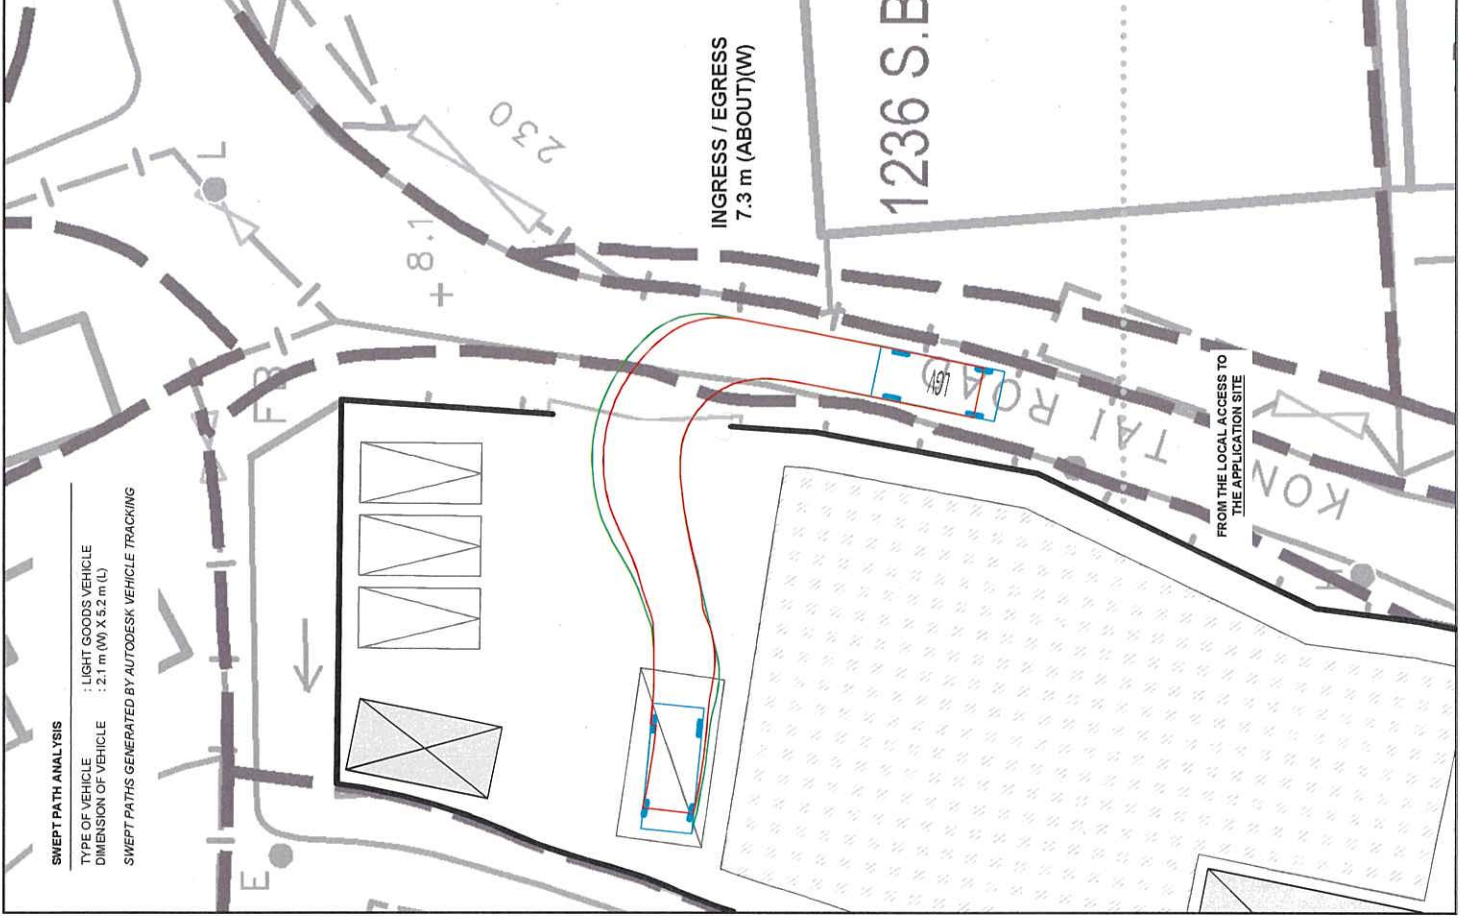 SWEPT PATH ANALYSIS
TYPE OF VEHICLE : LIGHT GOODS VEHICLE
DIMENSION OF VEHICLE : 2.1 m (W) X 5.2 m (L)
SWEPT PATHS GENERATED BY AUTODESK VEHICLE TRACKING
E
FB
L
+ 8.1
230
INGRESS / EGRESS
7.3 m (ABOUT)(W)
1236 S.B
LGV
KON TAI ROAD
FROM THE LOCAL ACCESS TO
THE APPLICATION SITE